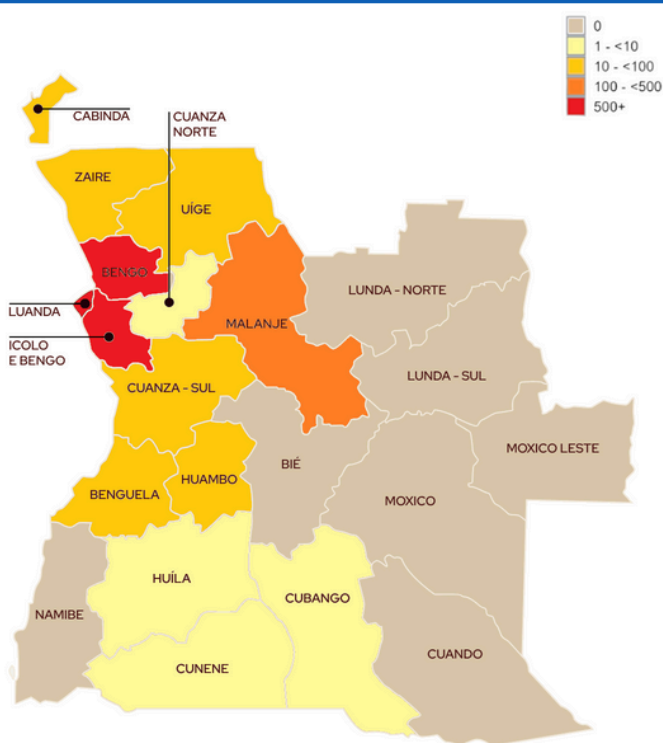 0
1 - <10
10 - <100
100 - <500
500+
CABINDA
CUANZA
NORTE
ZAIRE
UÍGE
BENGO
LUNDA - NORTE
LUANDA
MALANJE
ICOLO
E BENGO
LUNDA - SUL
CUANZA - SUL
MOXICO LESTE
BIÉ
HUAMBO
BENGUELA
MOXICO
HUÍLA
CUBANGO
NAMIBE
CUANDO
CUNENE